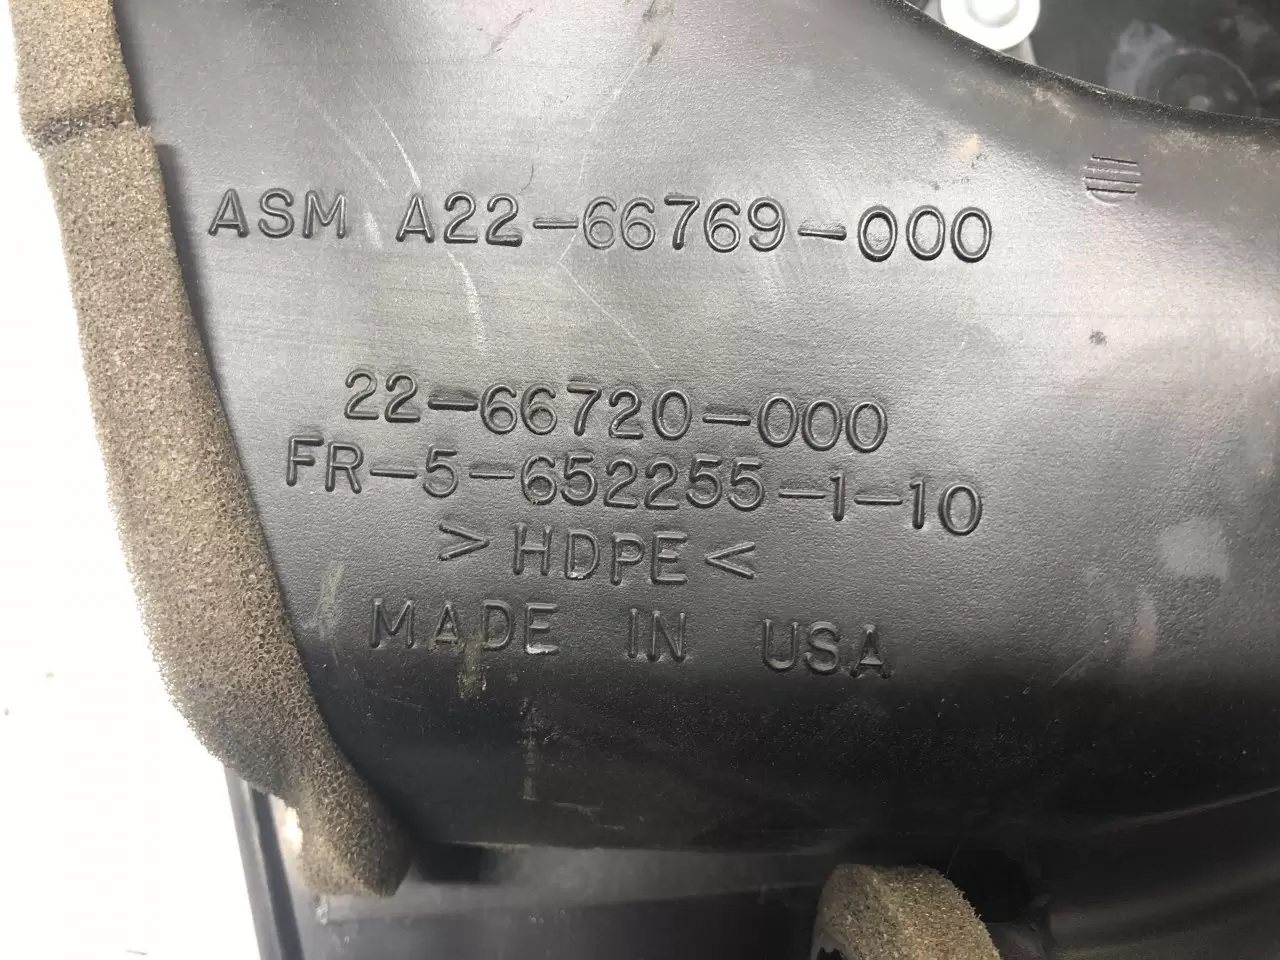 ASM A22-66769-000
22-66720-000
FR-5-652255-1-10
>HDPE<
MADE IN USA